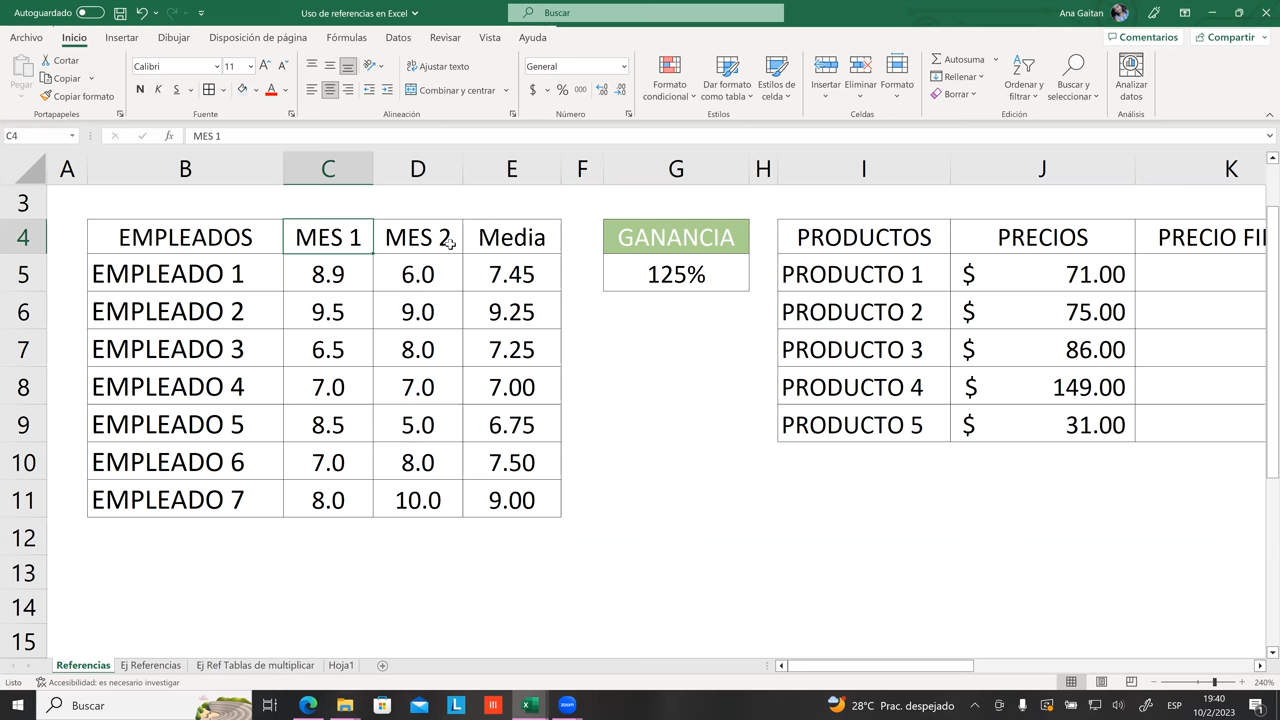 Autoguardado
Uso de referencias en Excel
Buscar
Ana Gaitan
Archivo Inicio Insertar Dibujar Disposición de página Fórmulas Datos Revisar Vista Ayuda
Comentarios Compartir
Pegar
Cortar
Copiar
Copiar formato
Portapapeles
Calibri 11
N K S
Fuente
Ajustar texto
Combinar y centrar
Alineación
General
$ % 000
Número
Formato condicional
Dar formato como tabla
Estilos de celda
Estilos
Insertar Eliminar Formato
Celdas
Autosuma
Rellenar
Borrar
Ordenar y filtrar
Buscar y seleccionar
Edición
Analizar datos
Análisis
C4 fx MES 1
A B C D E F G H I J K
3
4 EMPLEADOS MES 1 MES 2 Media GANANCIA PRODUCTOS PRECIOS PRECIO FI
5 EMPLEADO 1 8.9 6.0 7.45 125% PRODUCTO 1 $ 71.00
6 EMPLEADO 2 9.5 9.0 9.25 PRODUCTO 2 $ 75.00
7 EMPLEADO 3 6.5 8.0 7.25 PRODUCTO 3 $ 86.00
8 EMPLEADO 4 7.0 7.0 7.00 PRODUCTO 4 $ 149.00
9 EMPLEADO 5 8.5 5.0 6.75 PRODUCTO 5 $ 31.00
10 EMPLEADO 6 7.0 8.0 7.50
11 EMPLEADO 7 8.0 10.0 9.00
12
13
14
15
Referencias Ej Referencias Ej Ref Tablas de multiplicar Hoja1
Listo Accesibilidad: es necesario investigar 240%
Buscar
28°C Prac. despejado
ESP
19:40
10/2/2023